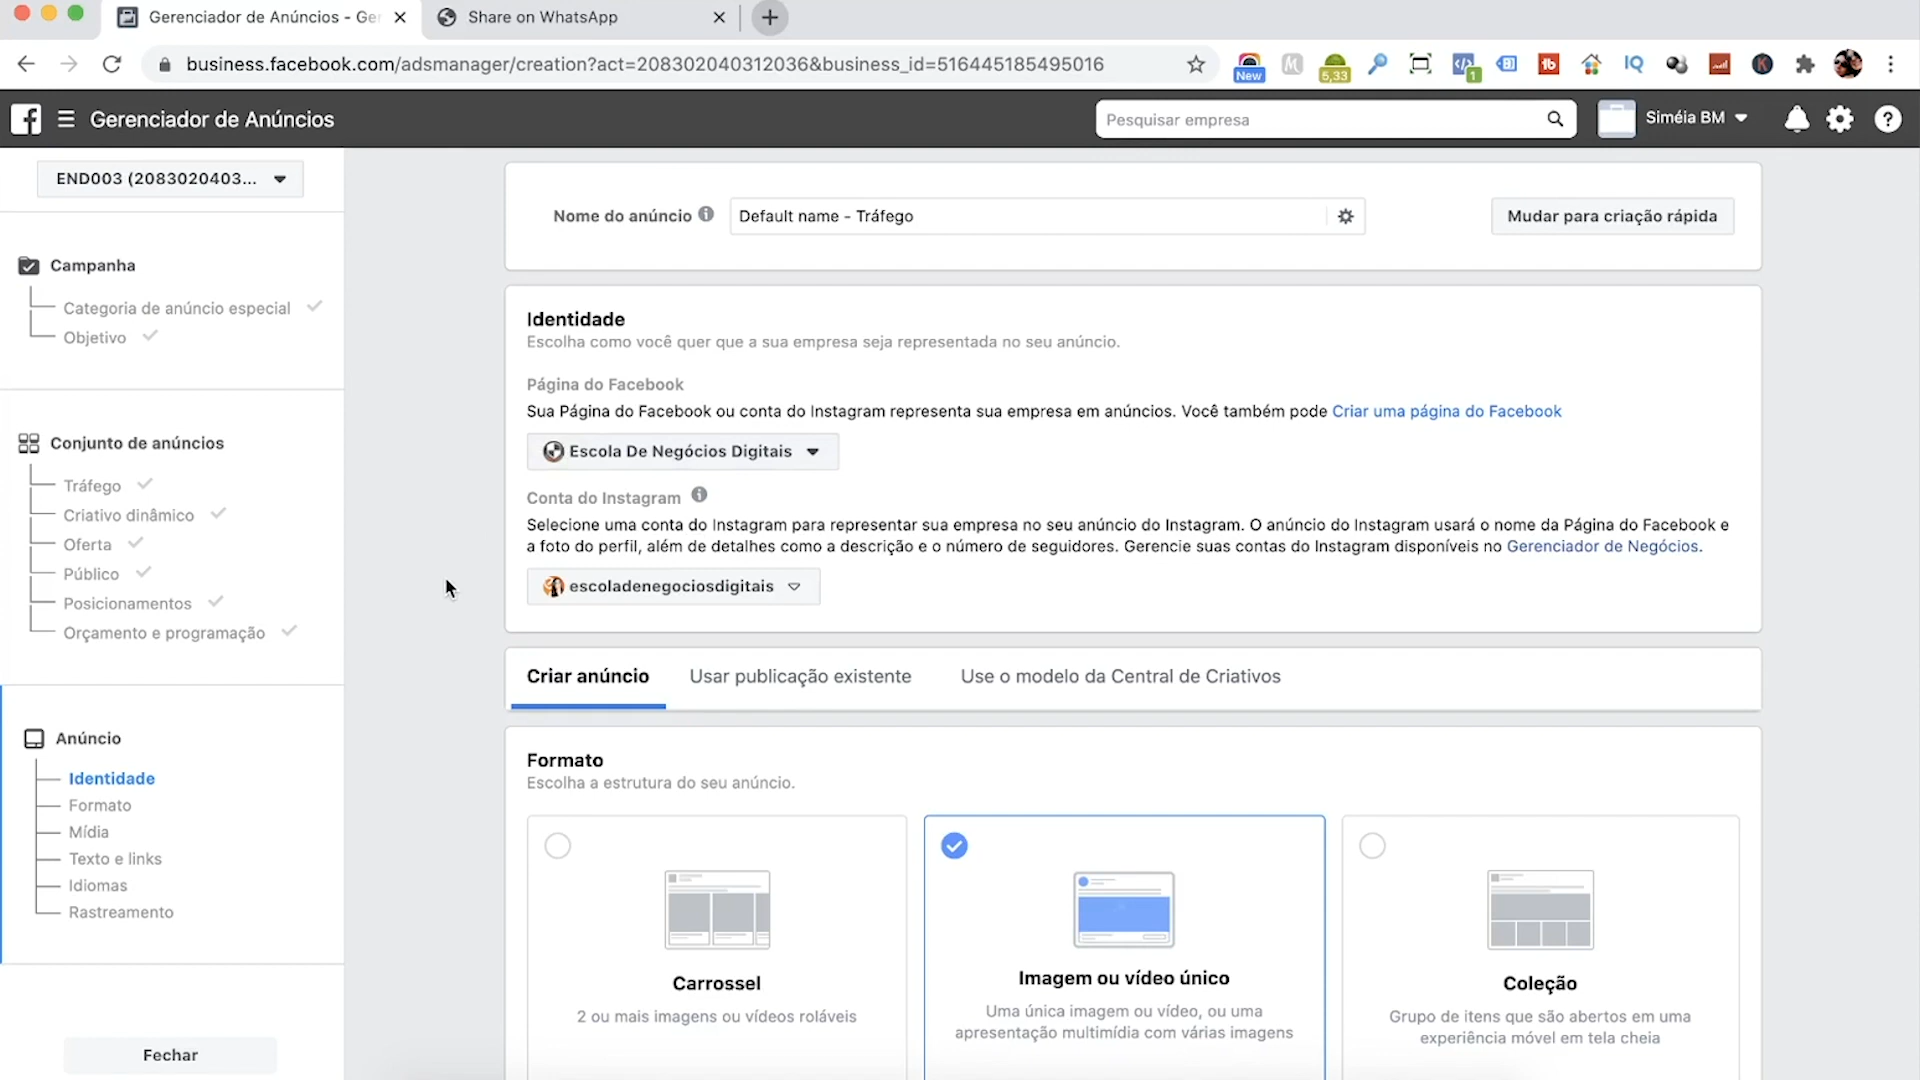 Gerenciador de Anúncios - Ger
Share on WhatsApp
business.facebook.com/adsmanager/creation?act=208302040312036&business_id=516445185495016
New
5,33
1
Gerenciador de Anúncios
Pesquisar empresa
Siméia BM
END003 (2083020403...
Nome do anúncio
Default name - Tráfego
Mudar para criação rápida
Campanha
Categoria de anúncio especial
Objetivo
Identidade
Escolha como você quer que a sua empresa seja representada no seu anúncio.
Página do Facebook
Sua Página do Facebook ou conta do Instagram representa sua empresa em anúncios. Você também pode Criar uma página do Facebook
Escola De Negócios Digitais
Conjunto de anúncios
Tráfego
Criativo dinâmico
Oferta
Público
Posicionamentos
Orçamento e programação
Conta do Instagram
Selecione uma conta do Instagram para representar sua empresa no seu anúncio do Instagram. O anúncio do Instagram usará o nome da Página do Facebook e
a foto do perfil, além de detalhes como a descrição e o número de seguidores. Gerencie suas contas do Instagram disponíveis no Gerenciador de Negócios.
escoladenegociosdigitais
Criar anúncio
Usar publicação existente
Use o modelo da Central de Criativos
Anúncio
Identidade
Formato
Mídia
Texto e links
Idiomas
Rastreamento
Fechar
Formato
Escolha a estrutura do seu anúncio.
Carrossel
2 ou mais imagens ou vídeos roláveis
Imagem ou vídeo único
Uma única imagem ou vídeo, ou uma
apresentação multimídia com várias imagens
Coleção
Grupo de itens que são abertos em uma
experiência móvel em tela cheia